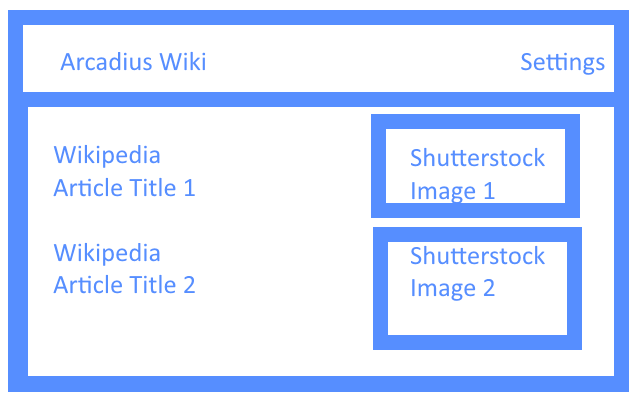 Arcadius Wiki
Settings
Wikipedia
Article Title 1
Shutterstock
Image 1
Wikipedia
Article Title 2
Shutterstock
Image 2